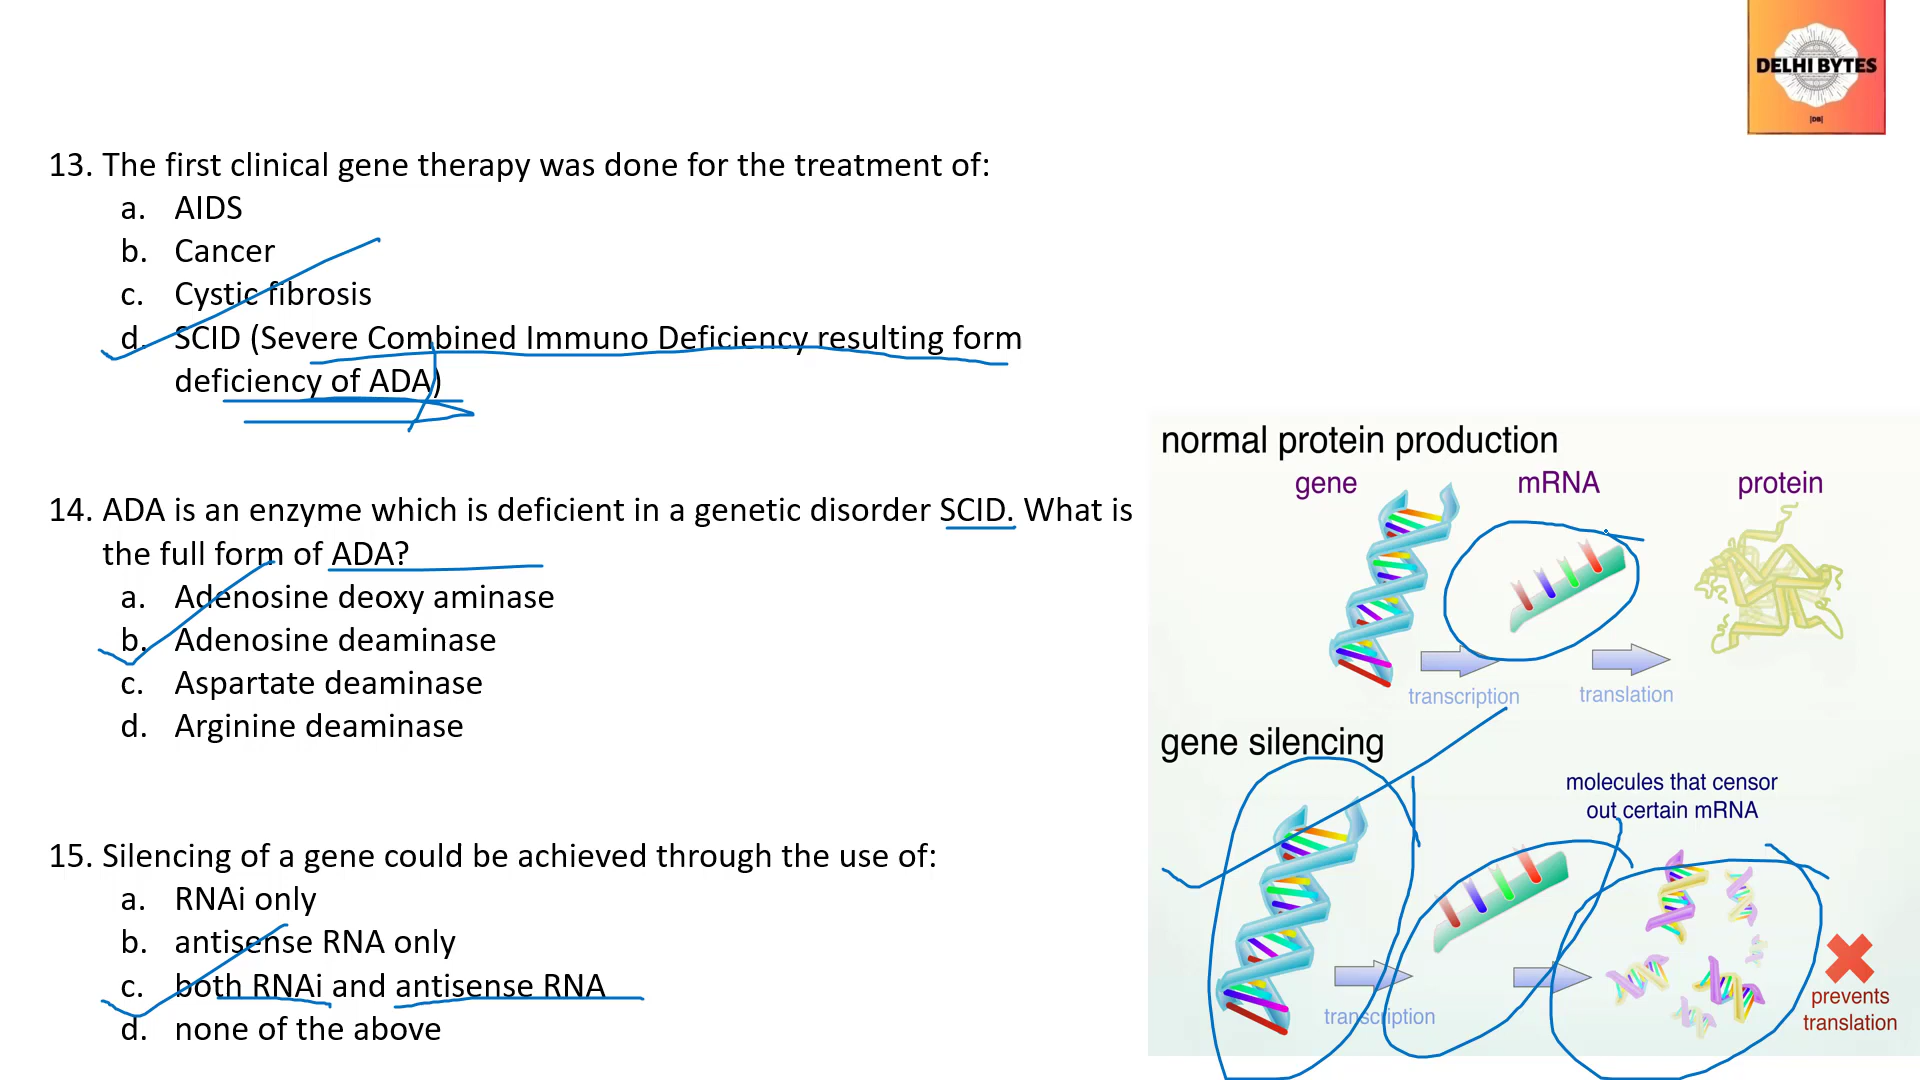 DELHI BYTES
|DB|
13. The first clinical gene therapy was done for the treatment of:
a. AIDS
b. Cancer
c. Cystic fibrosis
d. SCID (Severe Combined Immuno Deficiency resulting form
deficiency of ADA)
14. ADA is an enzyme which is deficient in a genetic disorder SCID. What is
the full form of ADA?
a. Adenosine deoxy aminase
b. Adenosine deaminase
c. Aspartate deaminase
d. Arginine deaminase
15. Silencing of a gene could be achieved through the use of:
a. RNAi only
b. antisense RNA only
c. both RNAi and antisense RNA
d. none of the above
normal protein production
gene mRNA protein
transcription translation
gene silencing
molecules that censor
out certain mRNA
transcription
prevents
translation